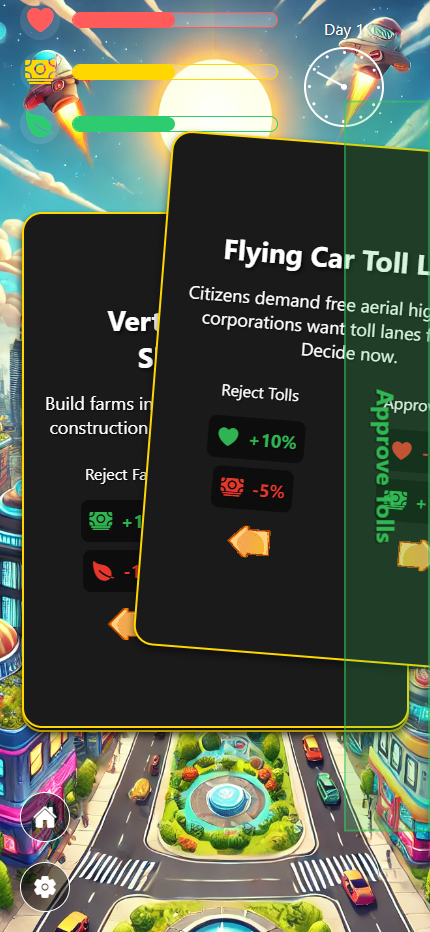 Day 1
Flying Car Toll L
Citizens demand free aerial hig
corporations want toll lanes
Decide now.
Reject Tolls
+10%
-5%
Approve Tolls
Vert
S
Build farms in
construction
Reject Fa
+1
-1